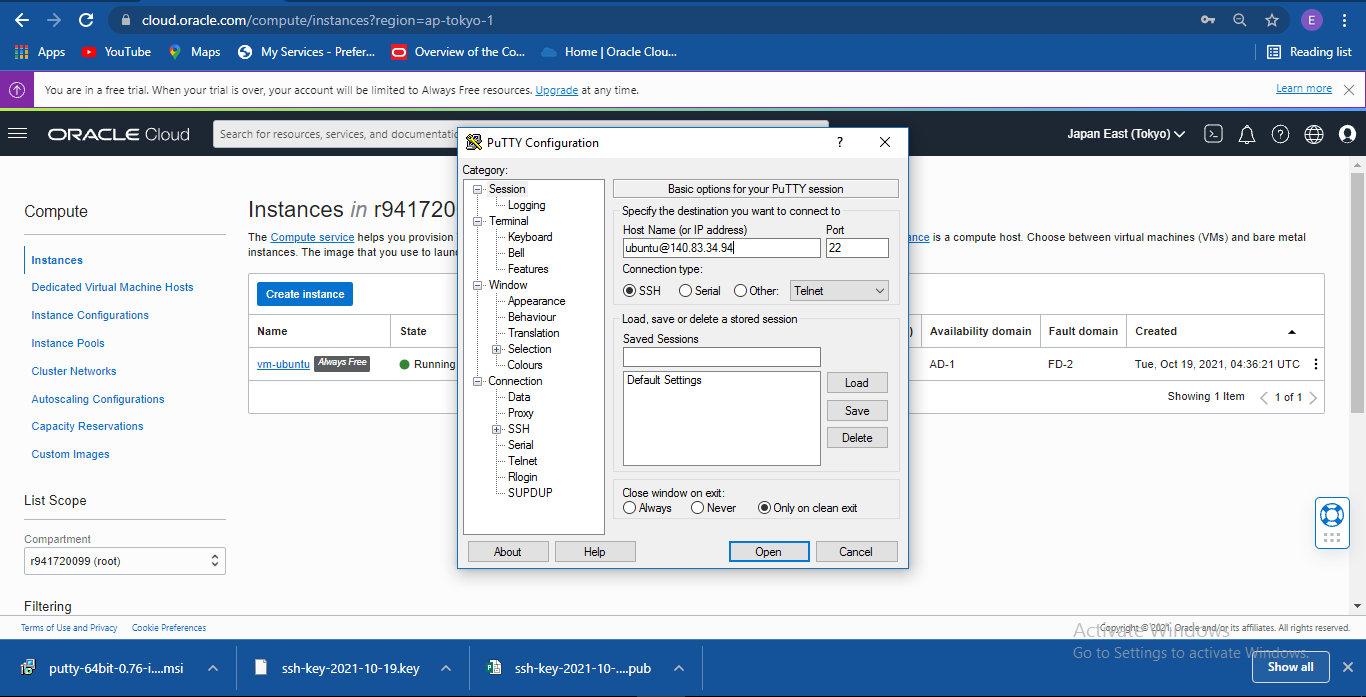 cloud.oracle.com/compute/instances?region=ap-tokyo-1
E
Apps YouTube Maps My Services - Prefer... Overview of the Co... Home | Oracle Clou... Reading list
You are in a free trial. When your trial is over, your account will be limited to Always Free resources. Upgrade at any time. Learn more
ORACLE Cloud
Search for resources, services, and documentatio
Japan East (Tokyo)
Compute
Instances
Dedicated Virtual Machine Hosts
Instance Configurations
Instance Pools
Cluster Networks
Autoscaling Configurations
Capacity Reservations
Custom Images
List Scope
Compartment
r941720099 (root)
Filtering
Instances in r941720
The Compute service helps you provision
instances. The image that you use to laun
nce is a compute host. Choose between virtual machines (VMs) and bare metal
Create instance
Name State ) Availability domain Fault domain Created
vm-ubuntu Always Free Running AD-1 FD-2 Tue, Oct 19, 2021, 04:36:21 UTC
Showing 1 Item 1 of 1
PuTTY Configuration ?
Category:
Session
Logging
Terminal
Keyboard
Bell
Features
Window
Appearance
Behaviour
Translation
Selection
Colours
Connection
Data
Proxy
SSH
Serial
Telnet
Rlogin
SUPDUP
Basic options for your PuTTY session
Specify the destination you want to connect to
Host Name (or IP address) Port
ubuntu@140.83.34.94 22
Connection type:
SSH Serial Other: Telnet
Load, save or delete a stored session
Saved Sessions
Default Settings
Load
Save
Delete
Close window on exit:
Always Never Only on clean exit
About Help Open Cancel
Terms of Use and Privacy Cookie Preferences
Copyright © 2021, Oracle and/or its affiliates. All rights reserved.
Activate Windows
Go to Settings to activate Windows.
putty-64bit-0.76-i....msi ssh-key-2021-10-19.key ssh-key-2021-10-....pub Show all